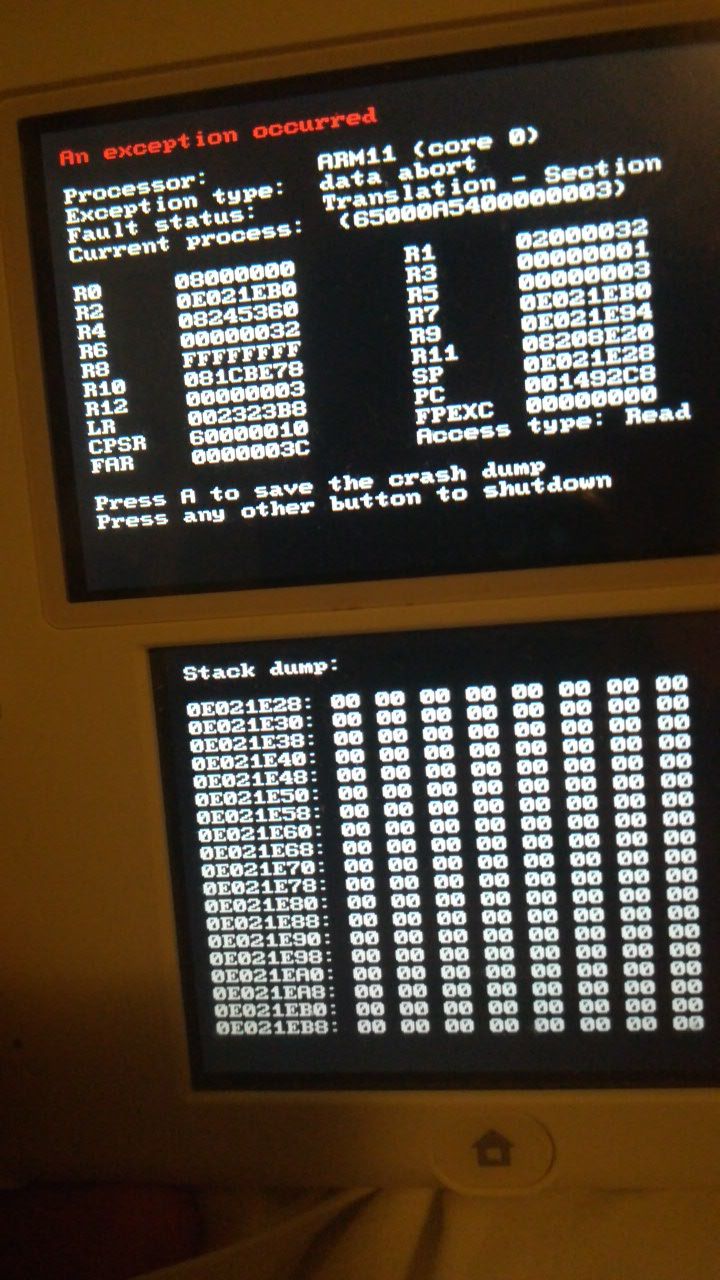 An exception occurred
Processor: ARM11 (core 0)
Exception type: data abort
Fault status: Translation - Section
Current process: (65000A5400000003)
R0 08000000 R1 02000032
R2 0E021EB0 R3 00000001
R4 08245360 R5 00000003
R6 00000032 R7 0E021EB0
R8 FFFFFFFF R9 0E021E94
R10 081CBE78 R11 08208E20
R12 00000003 SP 0E021E28
LR 002323B8 PC 001492C8
CPSR 60000010 FPEXC 00000000
FAR 0000003C Access type: Read
Press A to save the crash dump
Press any other button to shutdown
Stack dump:
0E021E28: 00 00 00 00 00 00 00 00
0E021E30: 00 00 00 00 00 00 00 00
0E021E38: 00 00 00 00 00 00 00 00
0E021E40: 00 00 00 00 00 00 00 00
0E021E48: 00 00 00 00 00 00 00 00
0E021E50: 00 00 00 00 00 00 00 00
0E021E58: 00 00 00 00 00 00 00 00
0E021E60: 00 00 00 00 00 00 00 00
0E021E68: 00 00 00 00 00 00 00 00
0E021E70: 00 00 00 00 00 00 00 00
0E021E78: 00 00 00 00 00 00 00 00
0E021E80: 00 00 00 00 00 00 00 00
0E021E88: 00 00 00 00 00 00 00 00
0E021E90: 00 00 00 00 00 00 00 00
0E021E98: 00 00 00 00 00 00 00 00
0E021EA0: 00 00 00 00 00 00 00 00
0E021EA8: 00 00 00 00 00 00 00 00
0E021EB0: 00 00 00 00 00 00 00 00
0E021EB8: 00 00 00 00 00 00 00 00